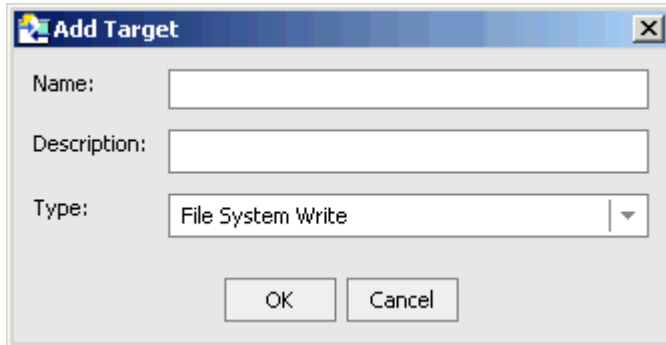 Add Target
Name:
Description:
Type:
File System Write
OK
Cancel